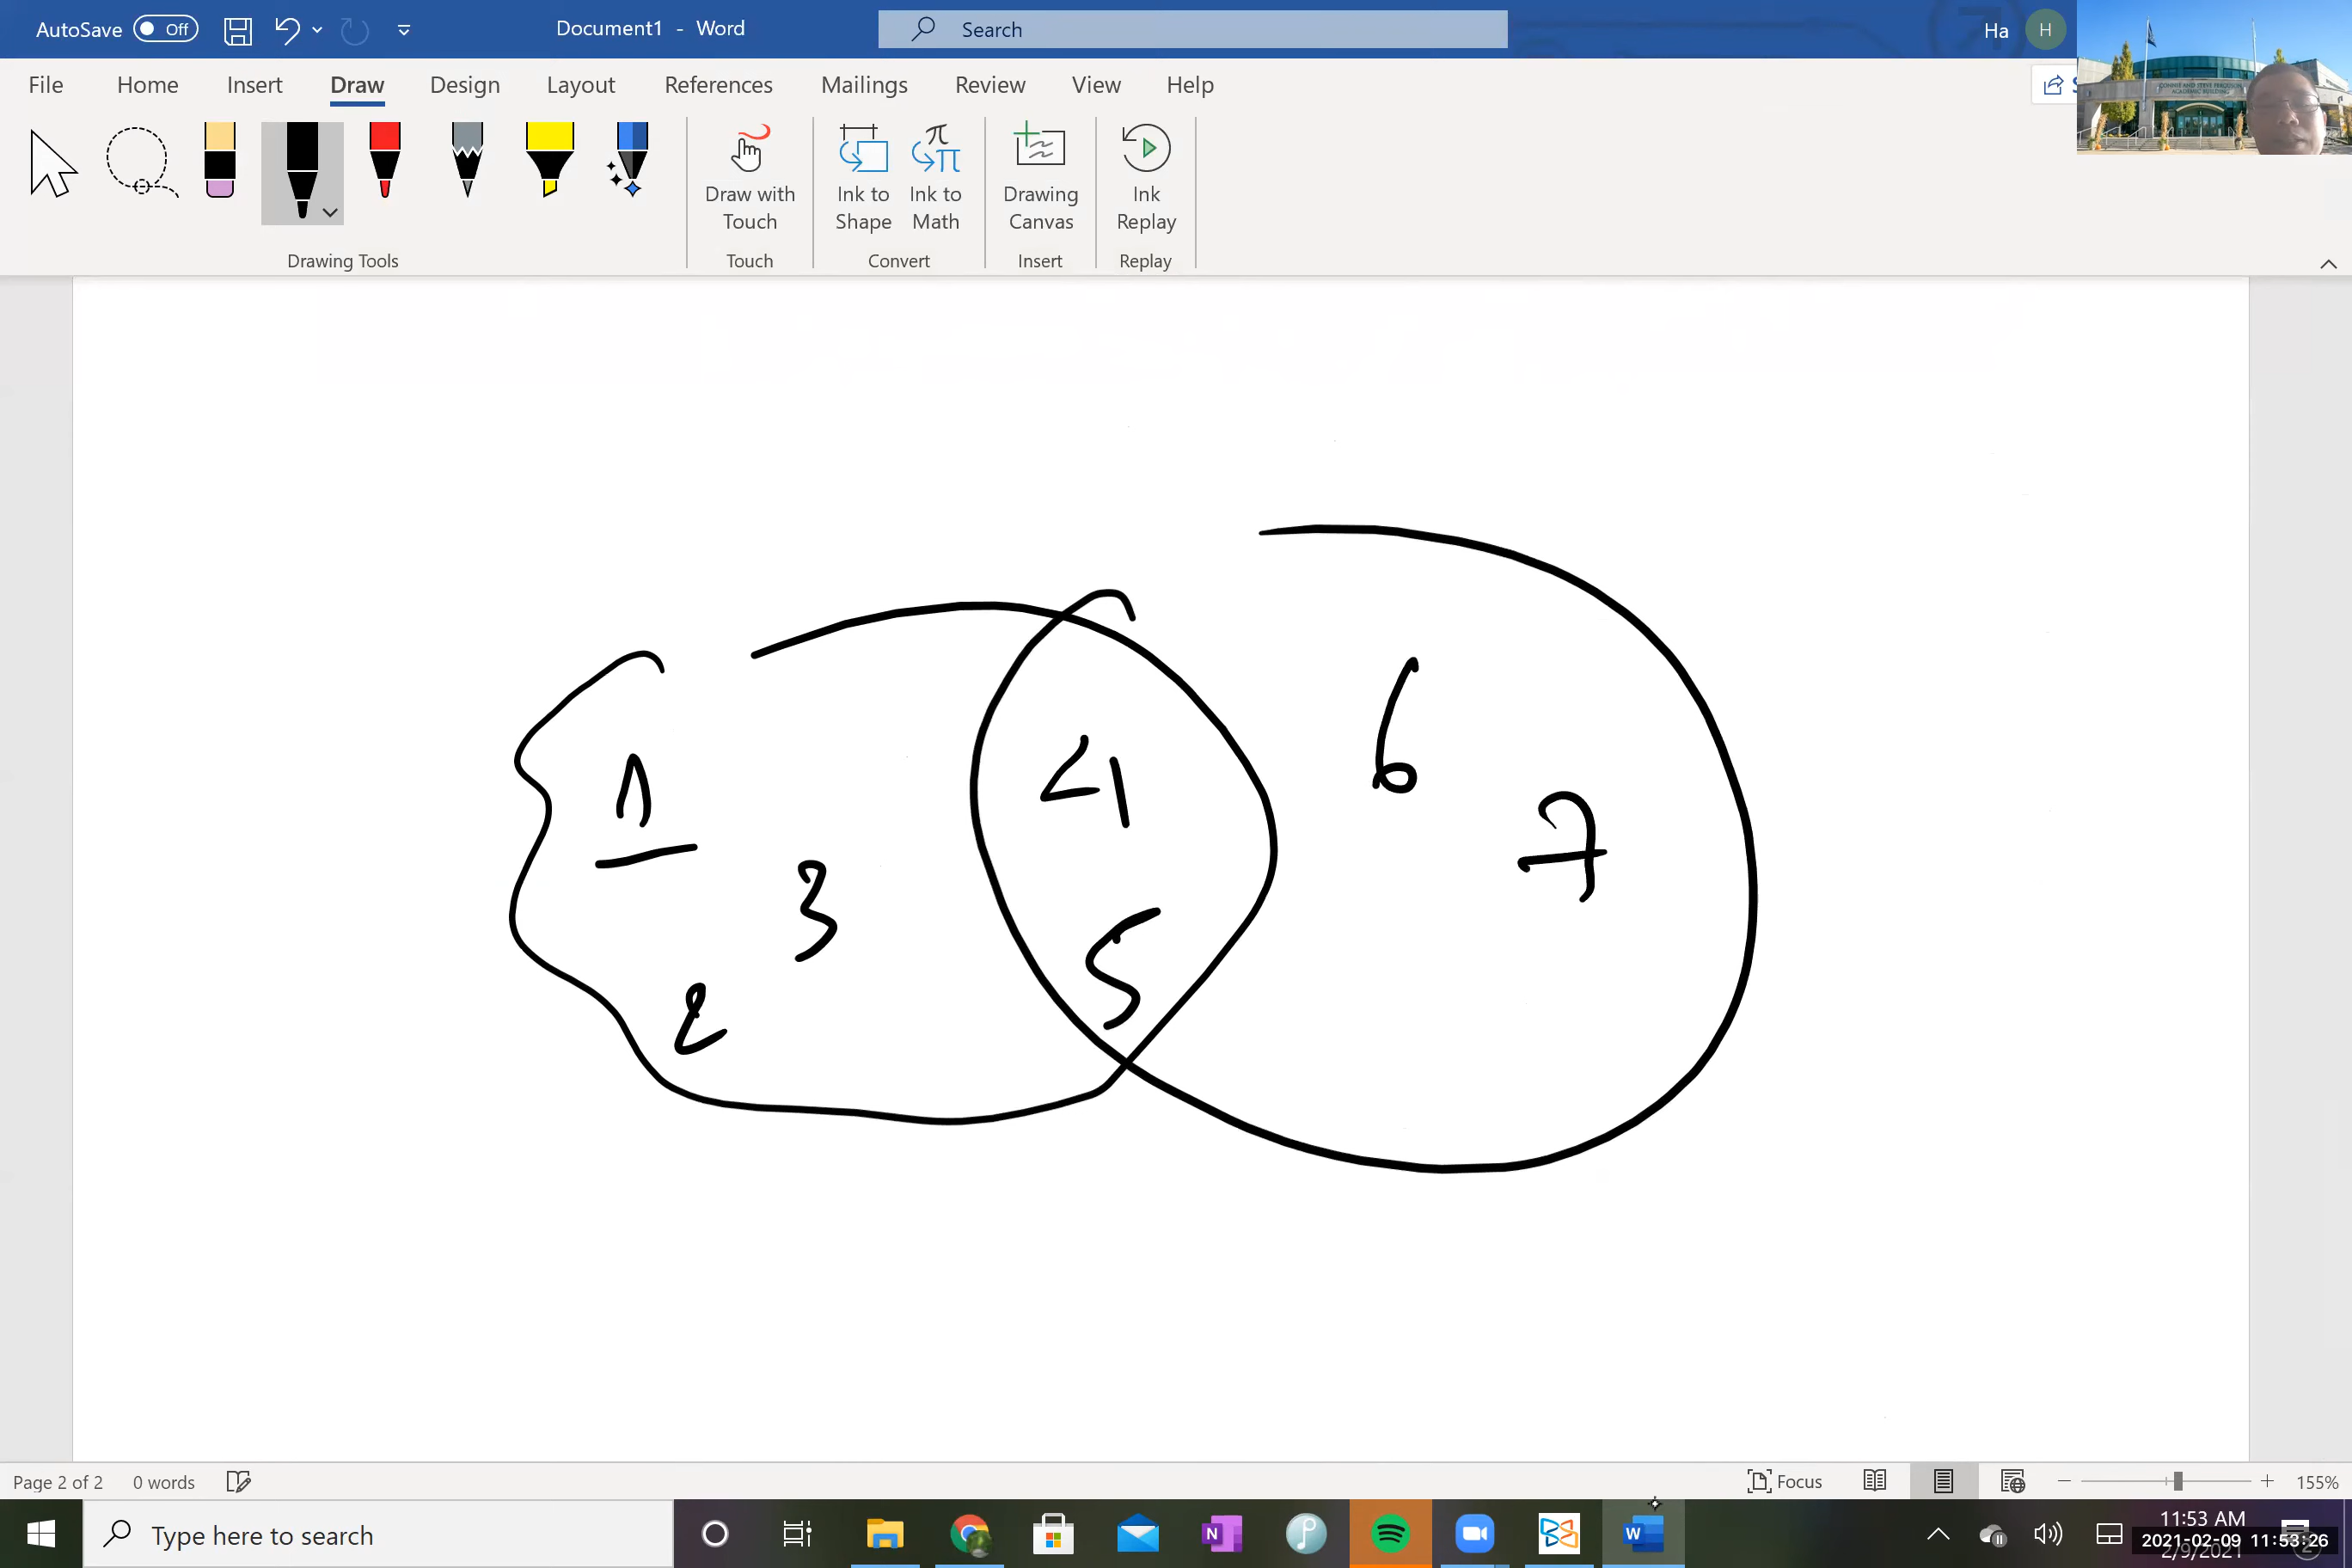 AutoSave Off Document1 - Word Search Ha H
File Home Insert Draw Design Layout References Mailings Review View Help
Draw with Touch Ink to Shape Ink to Math Drawing Canvas Ink Replay
Drawing Tools Touch Convert Insert Replay
1
2
3
4
5
6
7
Page 2 of 2 0 words Focus 155%
Type here to search 11:53 AM
2021-02-09 11:53:26
2/9/2021